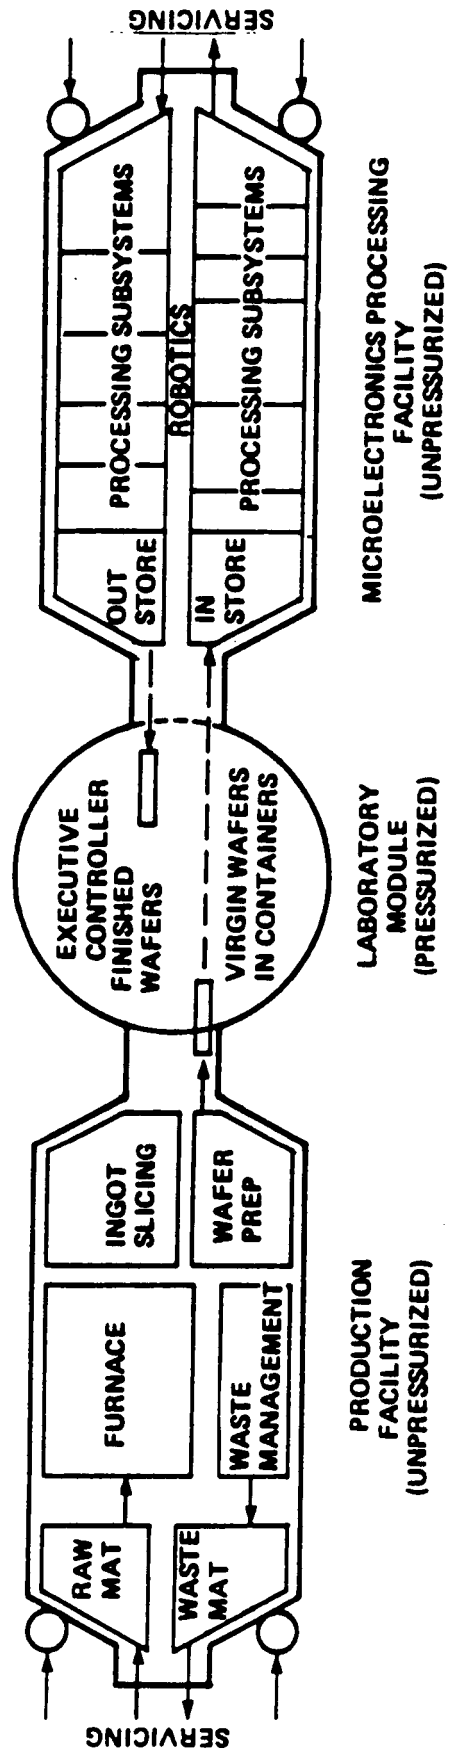 SERVICING
RAW
MAT
WASTE
MAT
FURNACE
WASTE
MANAGEMENT
INGOT
SLICING
WAFER
PREP
EXECUTIVE
CONTROLLER
FINISHED
WAFERS
VIRGIN WAFERS
IN CONTAINERS
OUT
STORE
IN
STORE
PROCESSING SUBSYSTEMS
ROBOTICS
PROCESSING SUBSYSTEMS
SERVICING
PRODUCTION
FACILITY
(UNPRESSURIZED)
LABORATORY
MODULE
(PRESSURIZED)
MICROELECTRONICS PROCESSING
FACILITY
(UNPRESSURIZED)